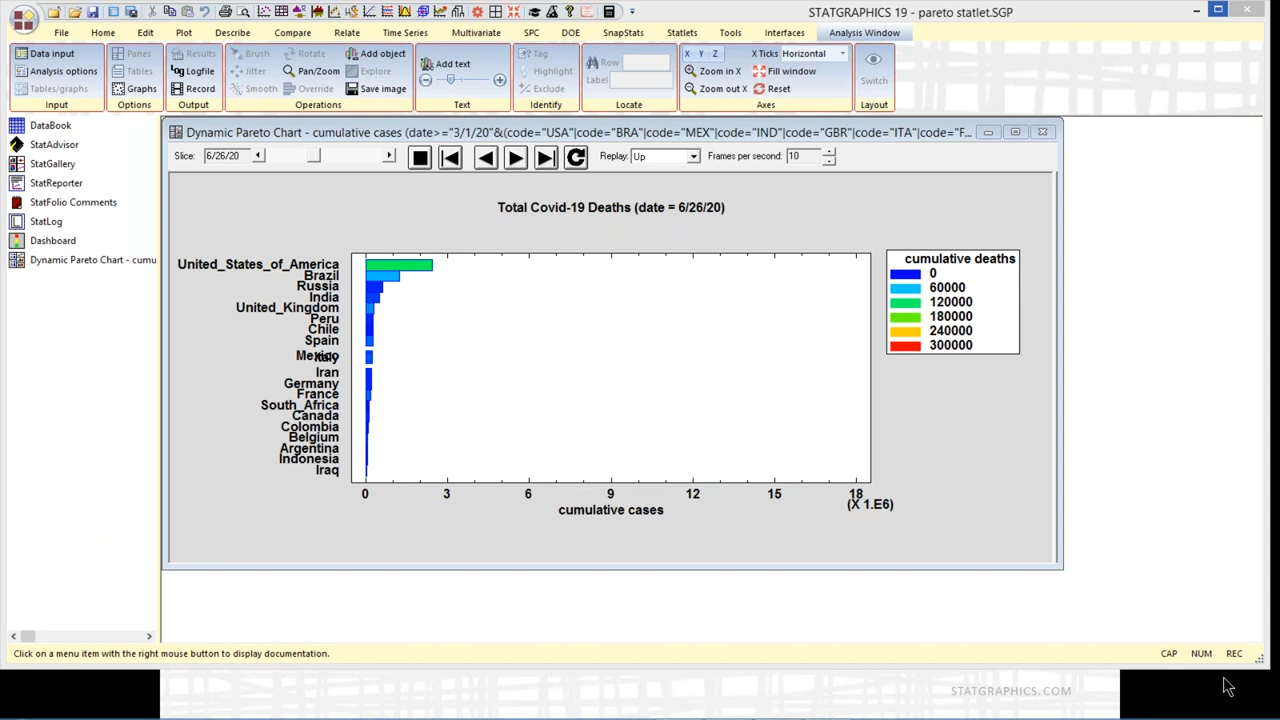 STATGRAPHICS 19 - pareto statlet.SGP
File Home Edit Plot Describe Compare Relate Time Series Multivariate SPC DOE SnapStats Statlets Tools Interfaces Analysis Window
Data input Panes Results Brush Rotate Add object Add text Tag Row X Y Z X Ticks Horizontal
Analysis options Tables Logfile Jitter Pan/Zoom Explore Highlight Label Zoom in X Fill window Switch
Tables/graphs Graphs Record Smooth Override Save image Exclude Zoom out X Reset
Input Options Output Operations Text Identify Locate Axes Layout
DataBook
StatAdvisor
StatGallery
StatReporter
StatFolio Comments
StatLog
Dashboard
Dynamic Pareto Chart - cumu
Dynamic Pareto Chart - cumulative cases (date>="3/1/20"&(code="USA|code="BRA|code="MEX|code="IND|code="GBR|code="ITA|code="F...
Slice: 6/26/20 Replay: Up Frames per second: 10
Total Covid-19 Deaths (date = 6/26/20)
United_States_of_America
Brazil
Russia
India
United_Kingdom
Peru
Chile
Spain
Mexico
Italy
Iran
Germany
France
South_Africa
Canada
Colombia
Belgium
Argentina
Indonesia
Iraq
0 3 6 9 12 15 18
(X 1.E6)
cumulative cases
cumulative deaths
0
60000
120000
180000
240000
300000
Click on a menu item with the right mouse button to display documentation.
CAP NUM REC
STATGRAPHICS.COM